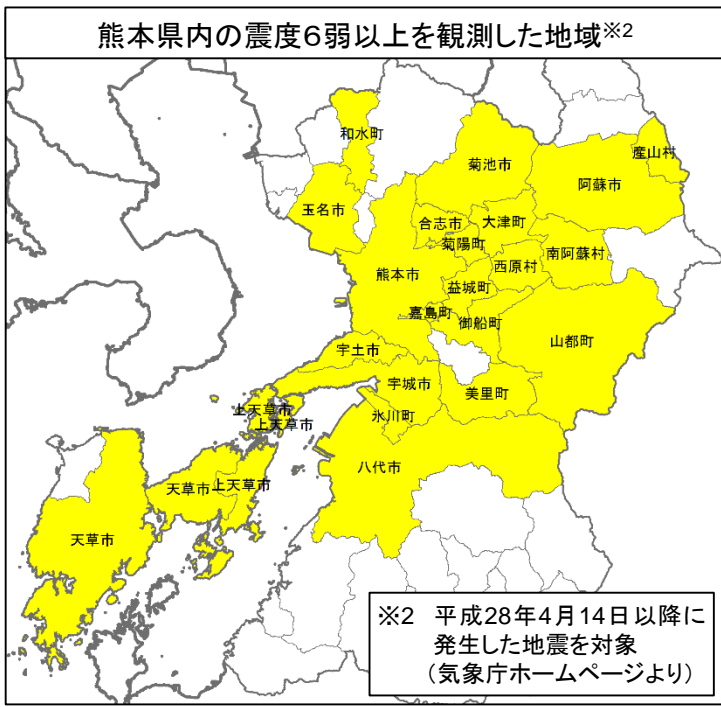 熊本県内の震度6弱以上を観測した地域※2
和水町
菊池市
産山村
阿蘇市
玉名市
合志市
大津町
菊陽町
西原村
南阿蘇村
熊本市
益城町
嘉島町
御船町
山都町
宇土市
宇城市
美里町
上天草市
氷川町
上天草市
八代市
天草市
上天草市
天草市
※2 平成28年4月14日以降に
発生した地震を対象
(気象庁ホームページより)